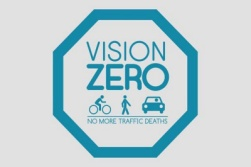 VISION
ZERO
NO MORE TRAFFIC DEATHS